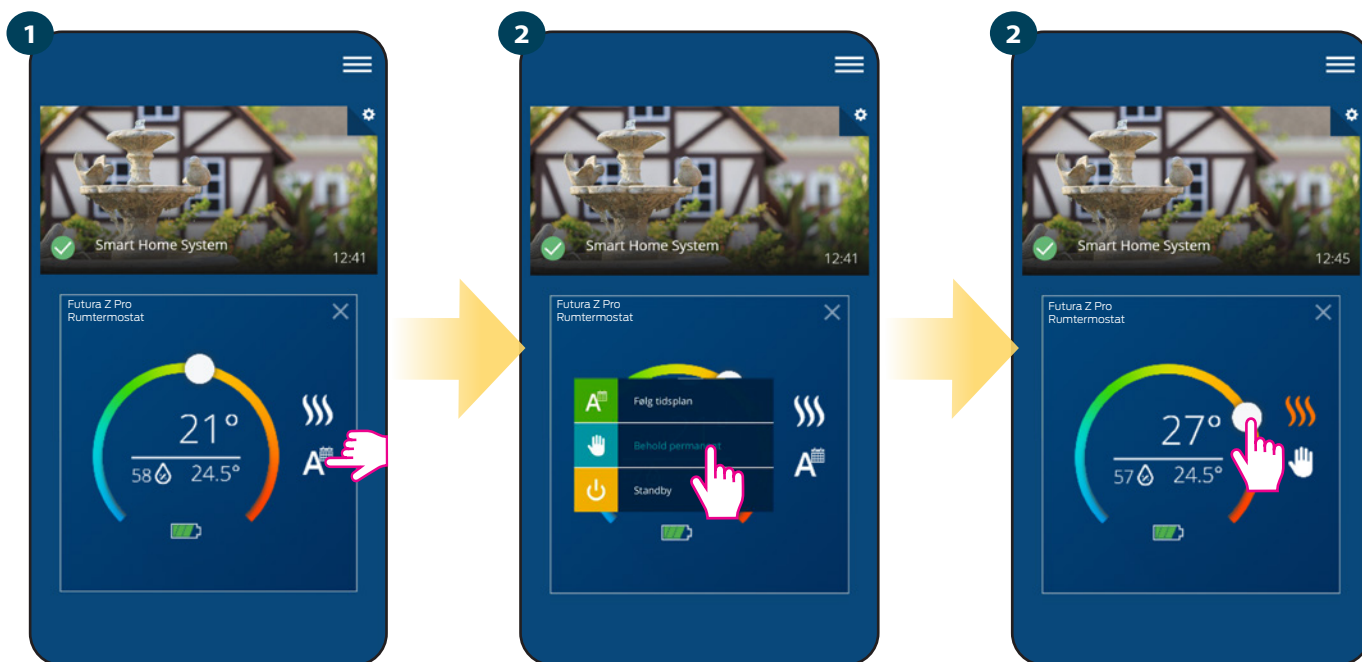 1
Smart Home System
12:41
Futura Z Pro
Rumtermostat
21°
58 24.5°
A
2
Smart Home System
12:41
Futura Z Pro
Rumtermostat
A Følg tidsplan
Behold permanent
Standby
A
2
Smart Home System
12:45
Futura Z Pro
Rumtermostat
27°
57 24.5°